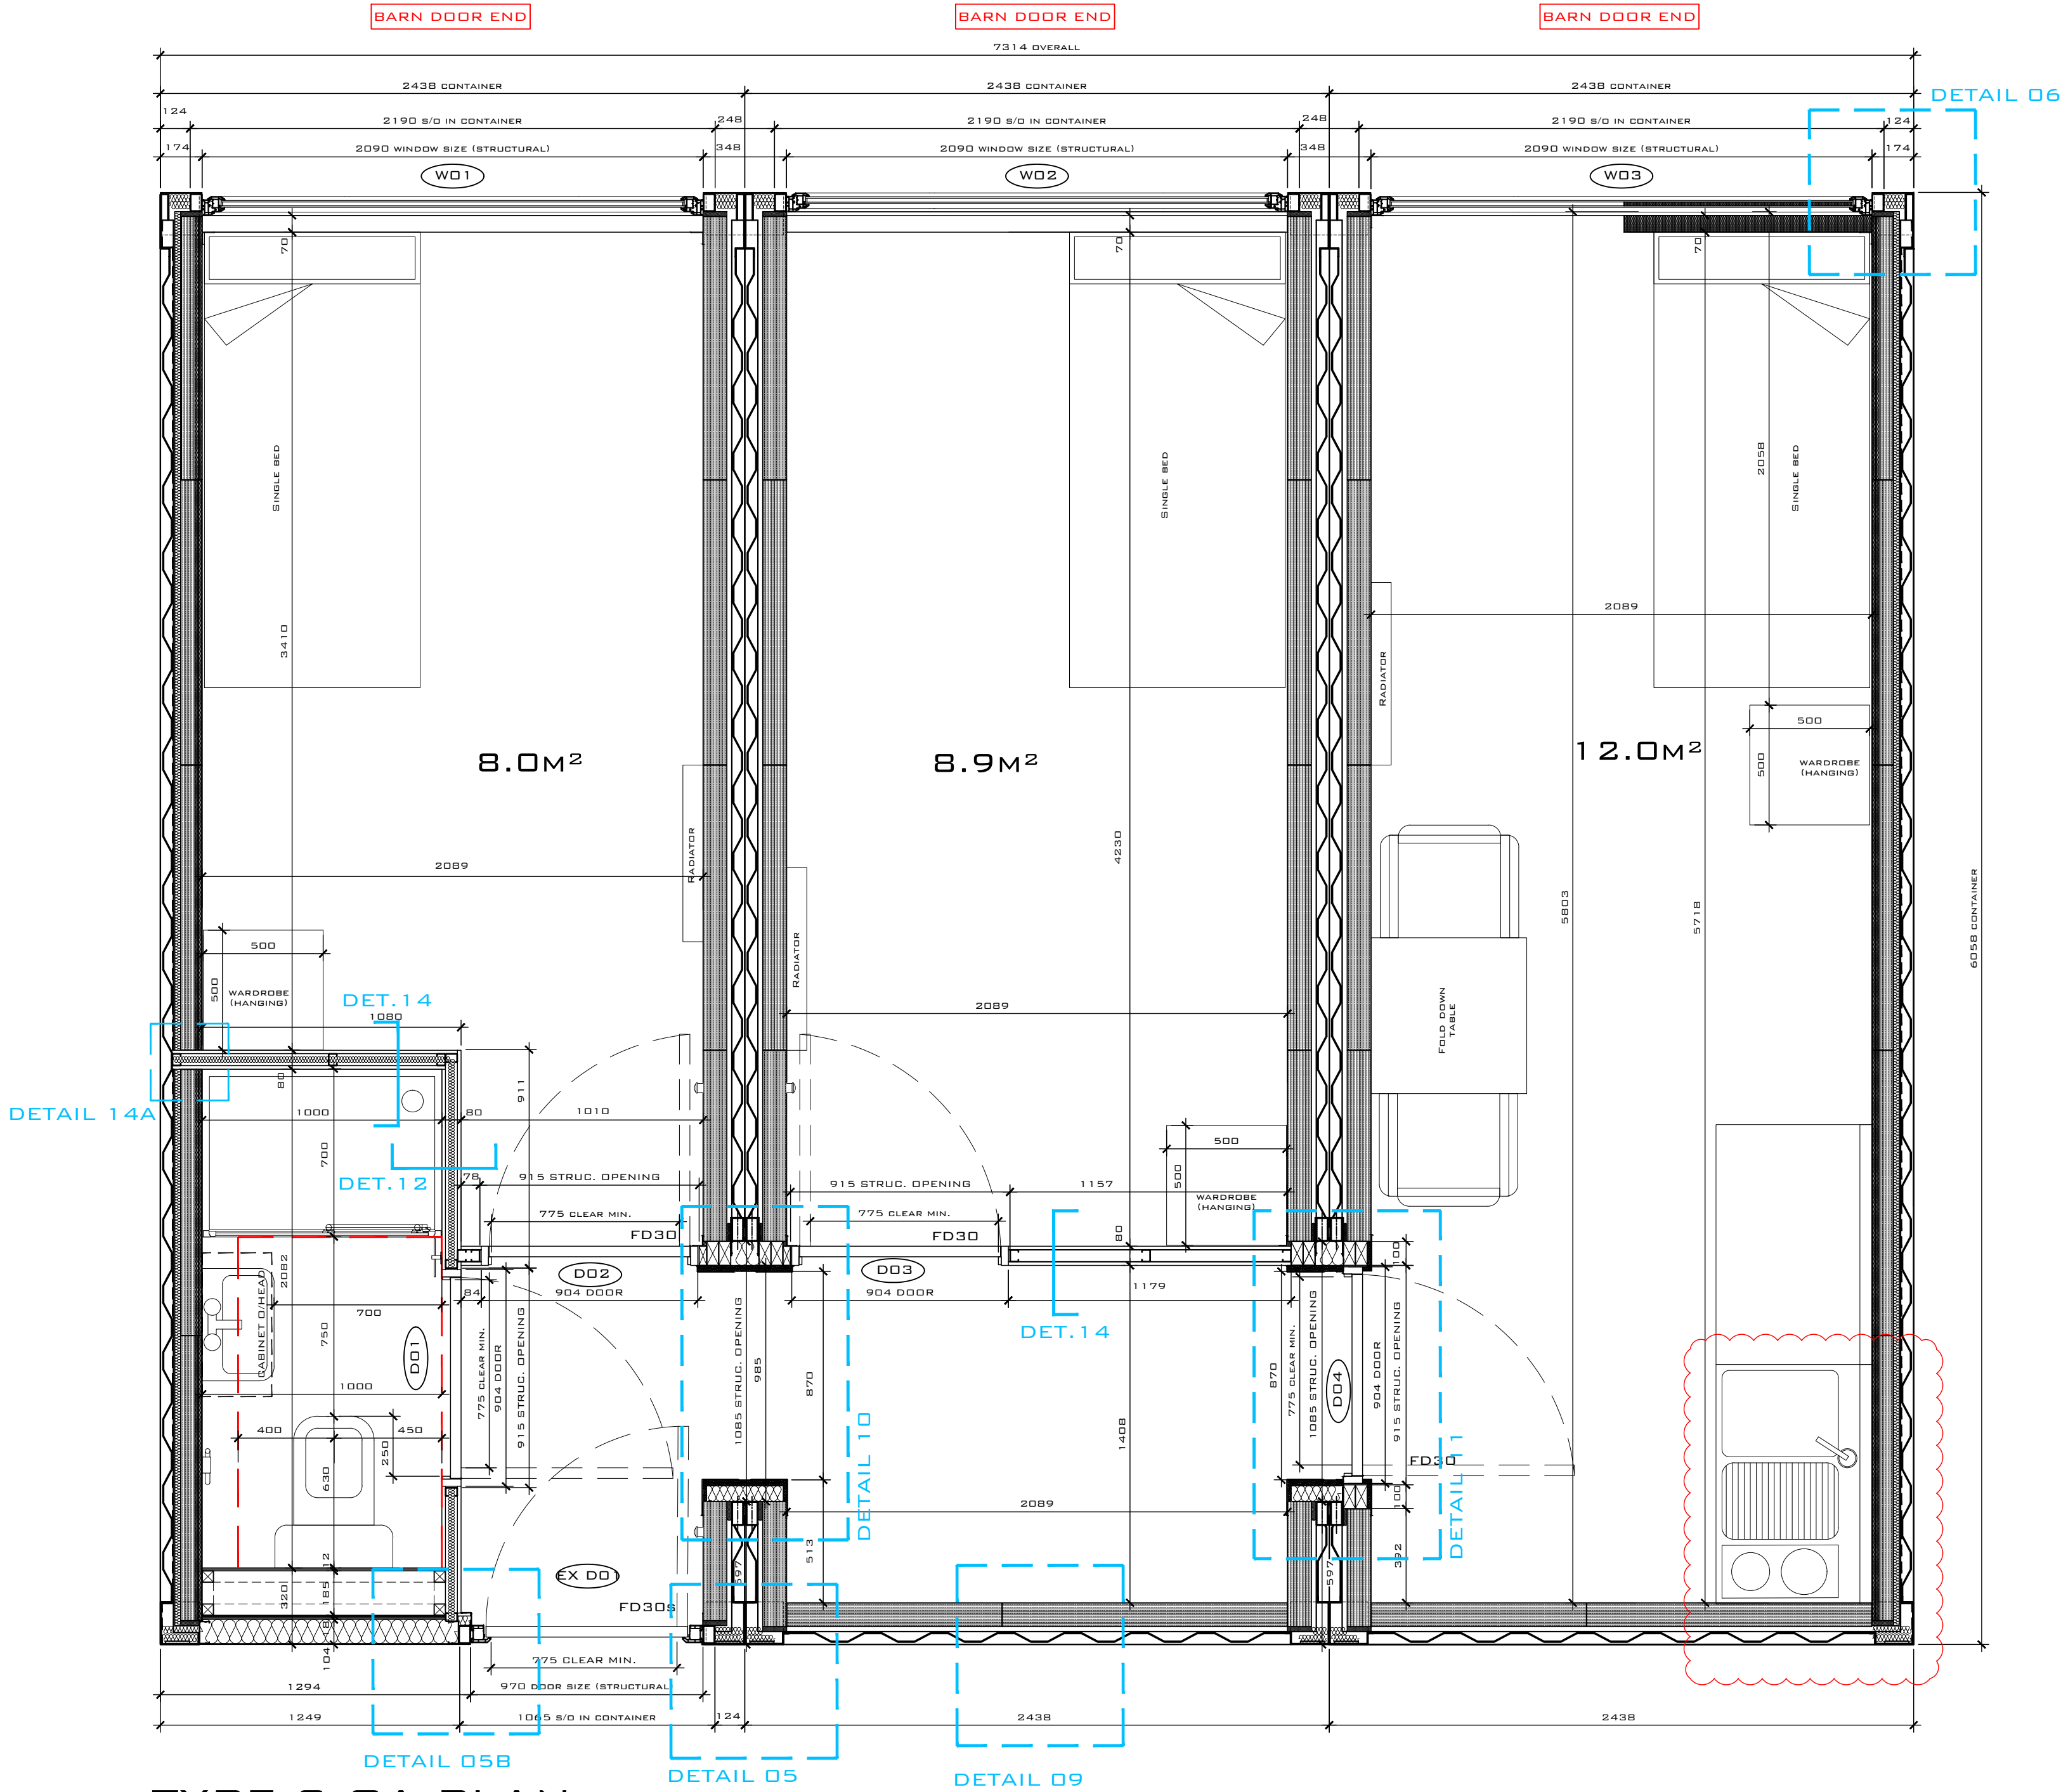 BARN DOOR END
BARN DOOR END
BARN DOOR END
7314 OVERALL
2438 CONTAINER
2438 CONTAINER
2438 CONTAINER
DETAIL 06
124
2190 S/O IN CONTAINER
248
2190 S/O IN CONTAINER
248
2190 S/O IN CONTAINER
124
174
2090 WINDOW SIZE (STRUCTURAL)
348
2090 WINDOW SIZE (STRUCTURAL)
348
2090 WINDOW SIZE (STRUCTURAL)
174
W01
W02
W03
70
70
70
SINGLE BED
SINGLE BED
2058
SINGLE BED
3410
2089
RADIATOR
500
8.0M²
8.9M²
12.0M²
500
WARDROBE
(HANGING)
RADIATOR
2089
4230
5803
5718
6058 CONTAINER
500
500
WARDROBE
(HANGING)
RADIATOR
2089
FOLD DOWN
TABLE
DET.14
1080
DETAIL 14A
80
1000
80
911
1010
700
DET.12
78
915 STRUC. OPENING
915 STRUC. OPENING
1157
500
500
WARDROBE
(HANGING)
775 CLEAR MIN.
FD30
775 CLEAR MIN.
FD30
80
100
D02
D03
84
904 DOOR
904 DOOR
1179
2082
CABINET O/HEAD
700
750
D01
775 CLEAR MIN.
904 DOOR
915 STRUC. OPENING
1085 STRUC. OPENING
985
870
DET.14
870
775 CLEAR MIN.
1085 STRUC. OPENING
D04
904 DOOR
915 STRUC. OPENING
1000
400
450
250
630
DETAIL 10
1408
FD30
DETAIL 11
100
2089
513
597
597
392
12
320
185
18
104
EX D01
FD30S
775 CLEAR MIN.
1294
970 DOOR SIZE (STRUCTURAL
1249
1065 S/O IN CONTAINER
124
2438
2438
DETAIL 05B
DETAIL 05
DETAIL 09